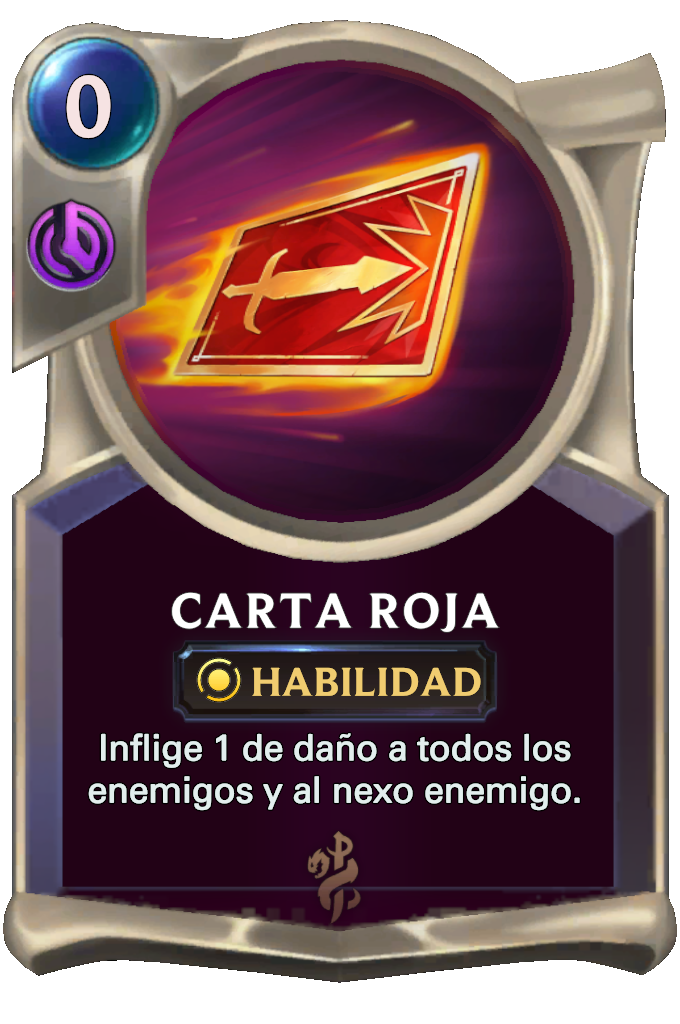 0
CARTA ROJA
HABILIDAD
Inflige 1 de daño a todos los
enemigos y al nexo enemigo.